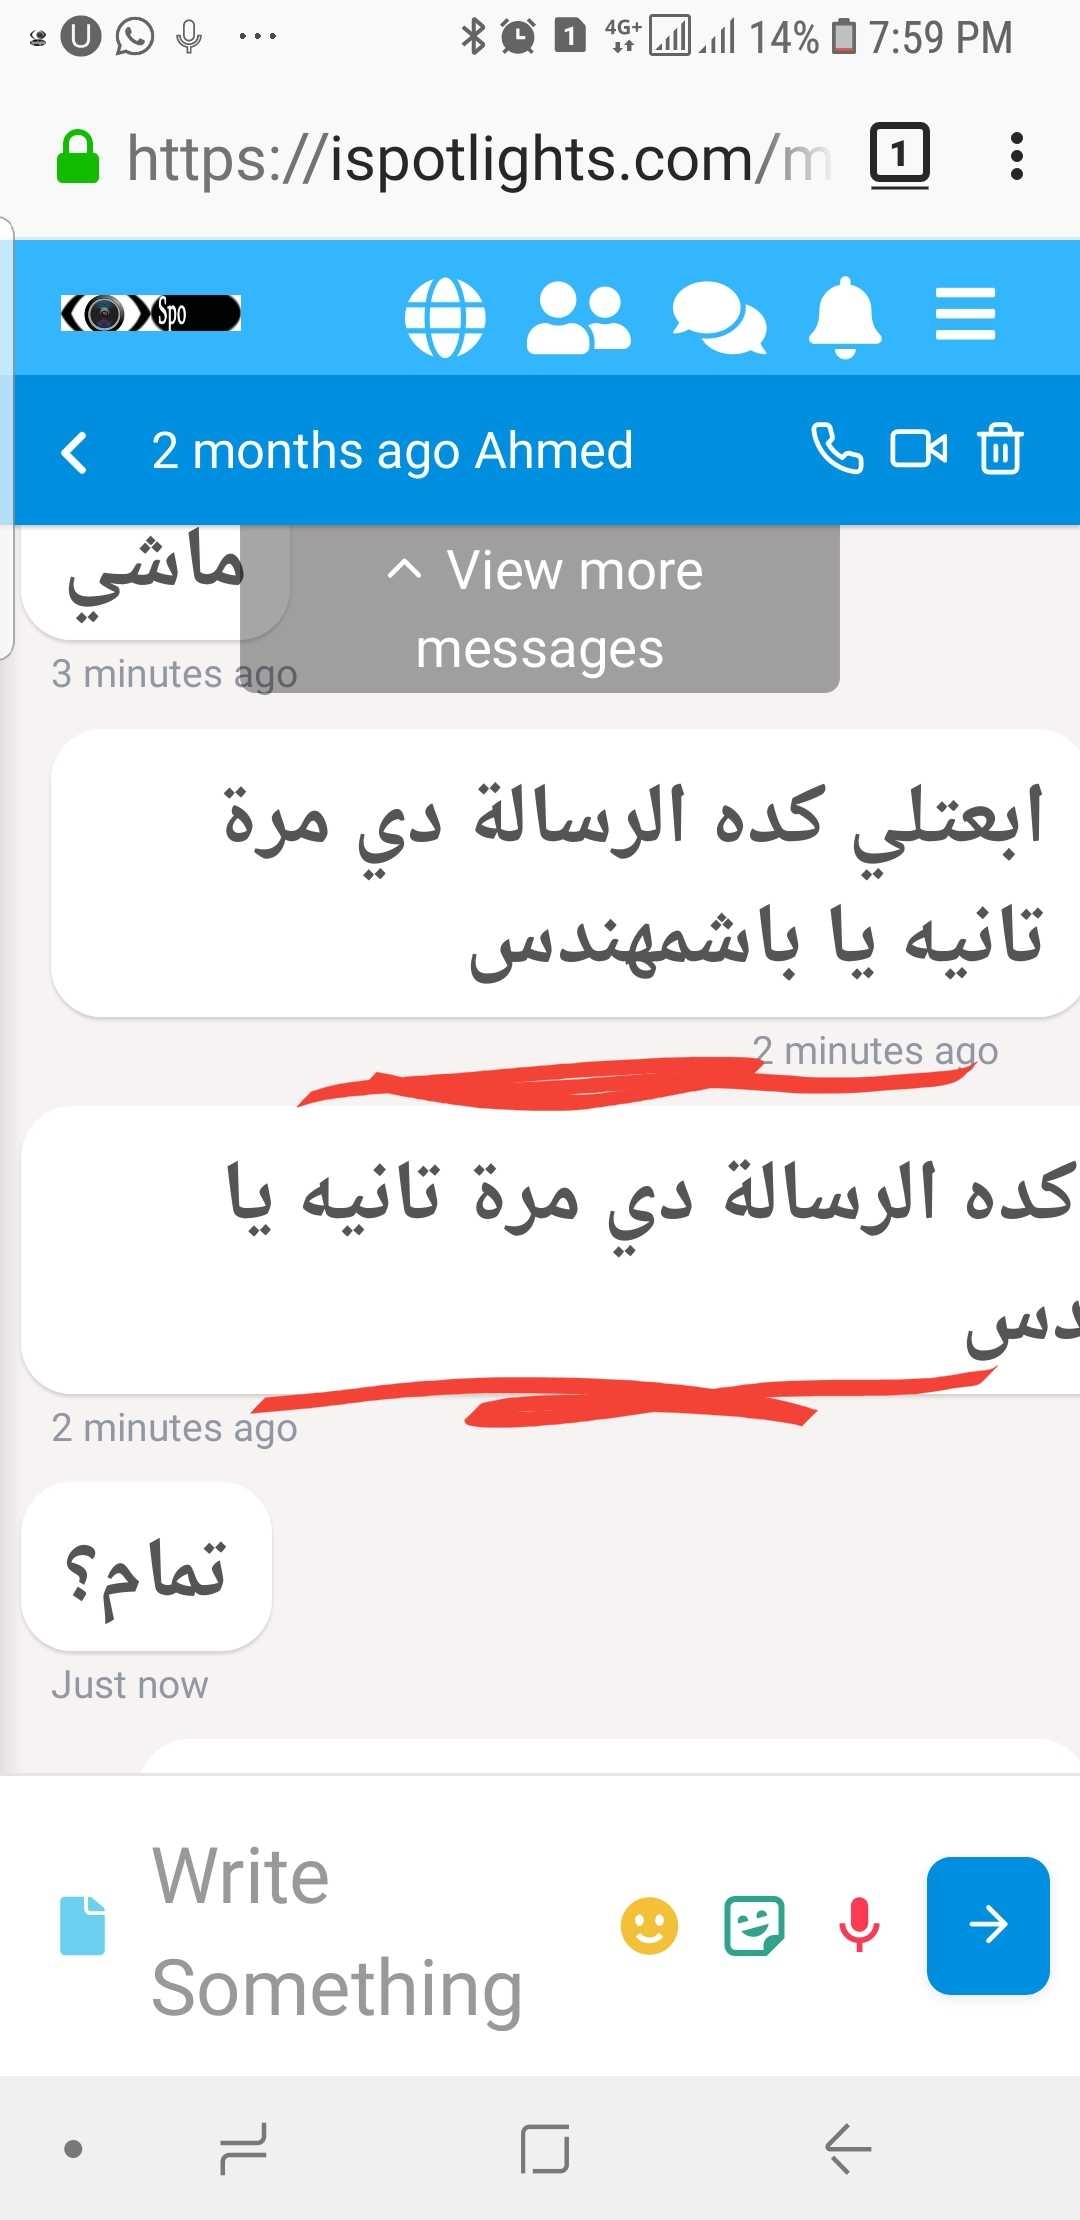 4G+ 1 14% 7:59 PM
https://ispotlights.com/m
1
Spo
2 months ago Ahmed
ماشي
View more
messages
3 minutes ago
ابعتلي كده الرسالة دي مرة
تانيه يا باشمهندس
2 minutes ago
كده الرسالة دي مرة تانيه يا
دس
2 minutes ago
تمام؟
Just now
Write
Something